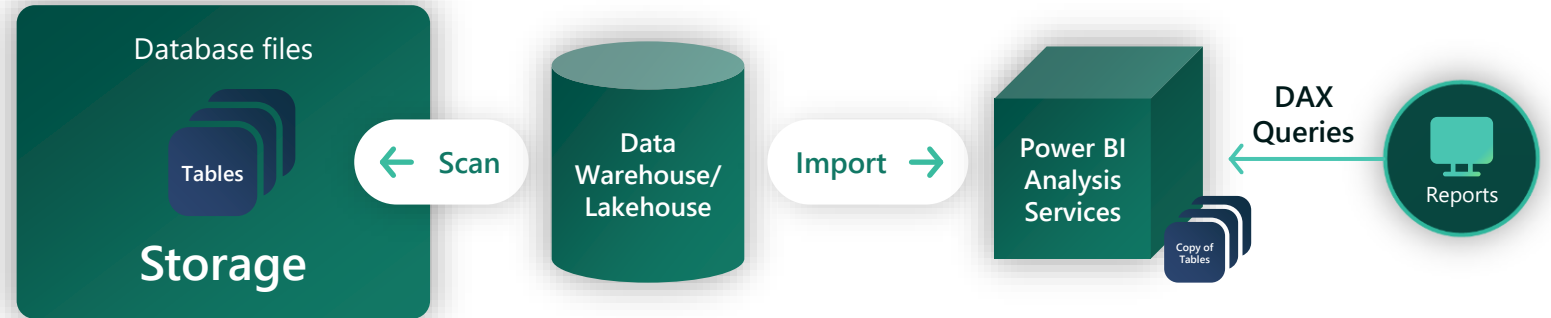 Database files
Tables
Storage
Scan
Data
Warehouse/
Lakehouse
Import
Power BI
Analysis
Services
Copy of
Tables
DAX
Queries
Reports